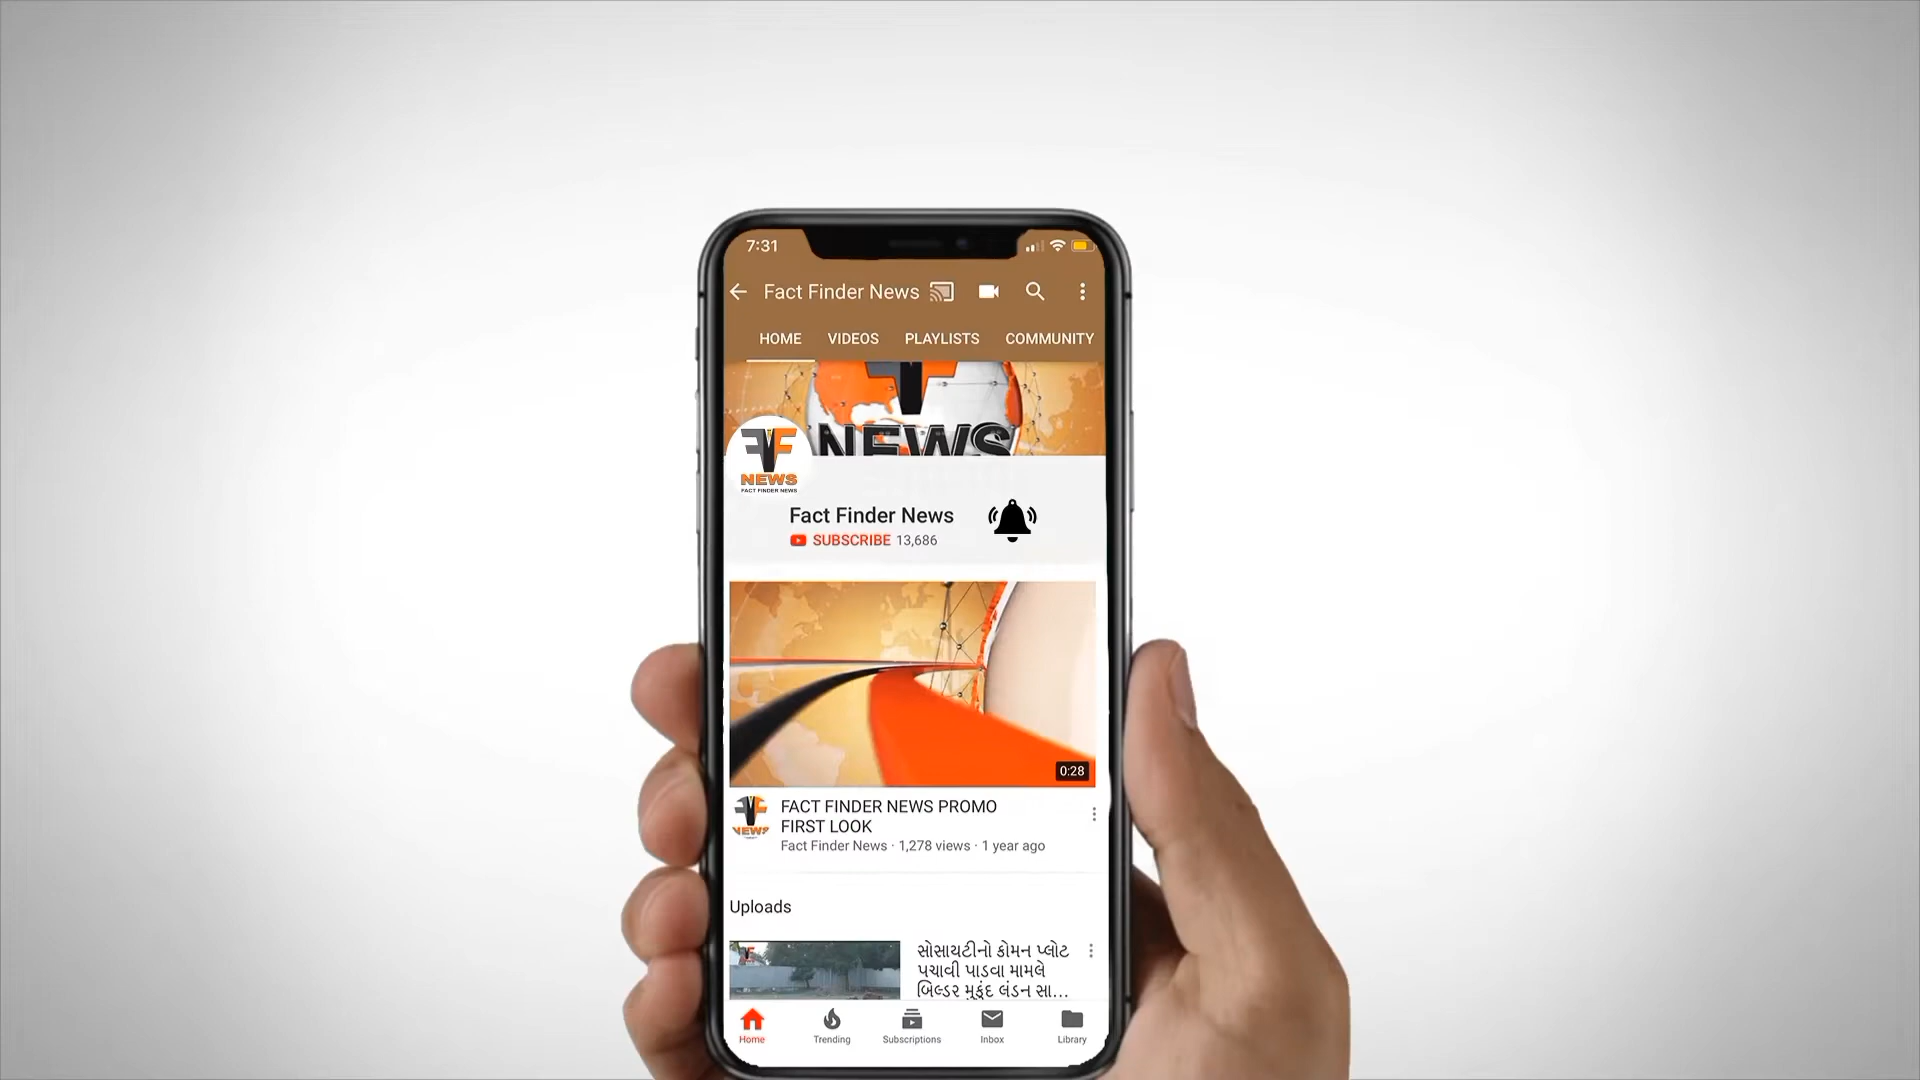 7:31
Fact Finder News
HOME VIDEOS PLAYLISTS COMMUNITY
NEWS
NEWS
FACT FINDER NEWS
Fact Finder News
SUBSCRIBE 13,686
0:28
FACT FINDER NEWS PROMO
FIRST LOOK
NEWS
Fact Finder News · 1,278 views · 1 year ago
Uploads
સોસાયટીનો કોમન પ્લોટ
પચાવી પાડવા મામલે
બિલ્ડર મુકુંદ લંડન સા...
Home Trending Subscriptions Inbox Library